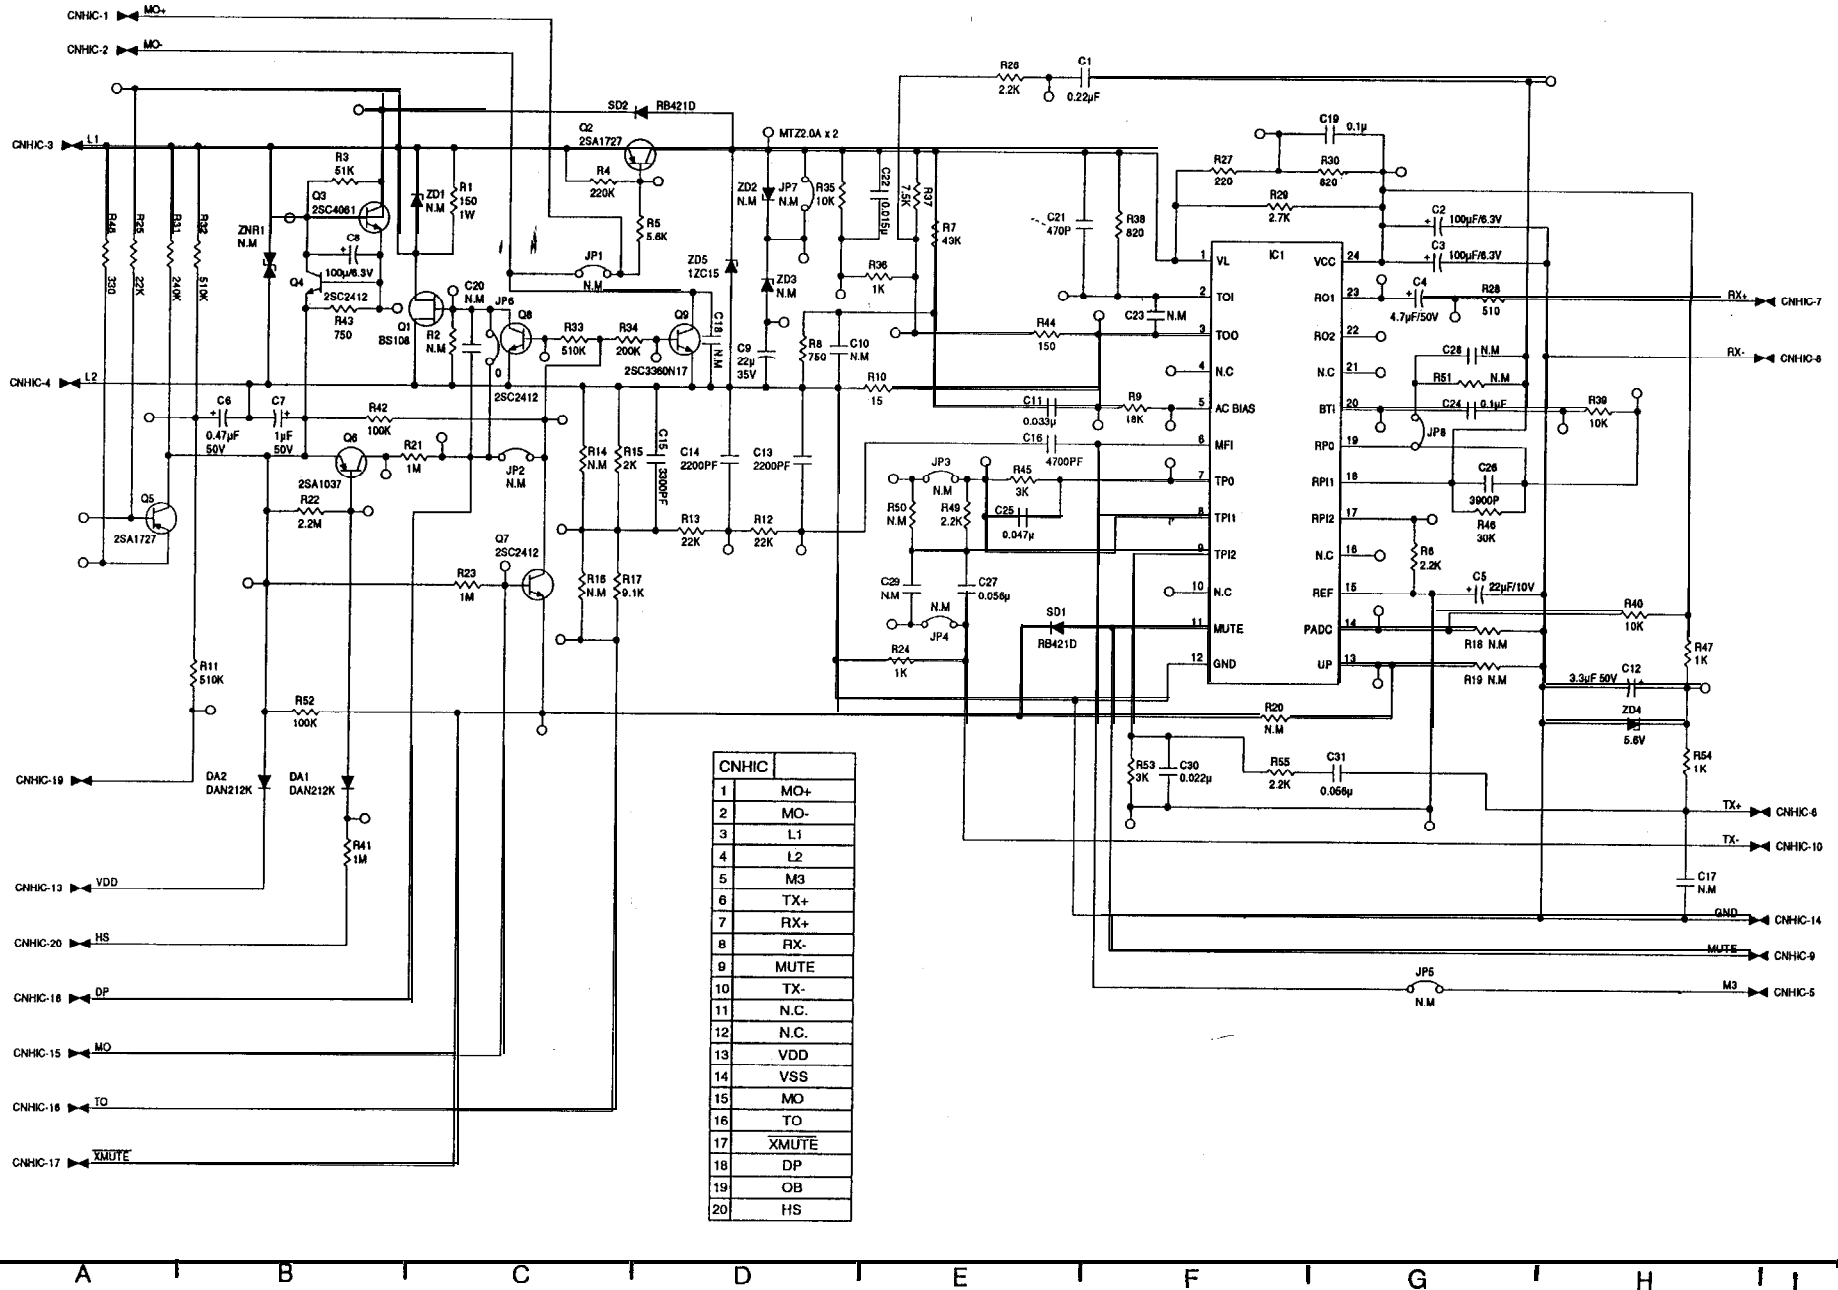 CNHIC-1 MO+
CNHIC-2 MO-
R26 2.2K
C1 0.22µF
SD2 RB421D
Q2 2SA1727
MTZ2.0A x 2
C19 0.1µ
CNHIC-3 L1
R3 51K
Q3 2SC4061
ZD1 N.M
R1 150 1W
R4 220K
ZD2 N.M
JP7 N.M
R35 10K
C22 0.015µ
R37 7.5K
R27 220
R30 820
R29 2.7K
R48 330
R25 22K
R31 240K
R32 510K
ZNR1 N.M
C8 100µ/6.3V
R5 5.6K
R7 43K
C21 470P
R38 820
C2 100µF/6.3V
C3 100µF/6.3V
Q4 2SC2412
R43 750
JP1 N.M
ZD5 1ZC15
ZD3 N.M
R36 1K
IC1
1 VL
2 TOI
3 TOO
4 N.C
5 AC BIAS
6 MFI
7 TPO
8 TPI1
9 TPI2
10 N.C
11 MUTE
12 GND
VCC 24
RO1 23
RO2 22
N.C 21
BTI 20
RP0 19
RPI1 18
RPI2 17
N.C 16
REF 15
PADC 14
UP 13
Q1 BS108
R2 N.M
C20 N.M
JP6 0
Q8 2SC2412
R33 510K
R34 200K
Q9 2SC3360N17
C18 N.M
C9 22µ 35V
R8 750
C10 N.M
R44 150
C23 N.M
C4 4.7µF/50V
R28 510
RX+ CNHIC-7
C28 N.M
R51 N.M
RX- CNHIC-8
CNHIC-4 L2
C6 0.47µF 50V
C7 1µF 50V
R42 100K
R10 15
C11 0.033µ
R9 18K
C24 0.1µF
R39 10K
JP8
Q6 2SA1037
R21 1M
JP2 N.M
R14 N.M
R15 2K
C15 3300PF
C14 2200PF
C13 2200PF
C16 4700PF
JP3 N.M
R45 3K
C26 3900P
R46 30K
R22 2.2M
Q5 2SA1727
R50 N.M
R49 2.2K
C25 0.047µ
R13 22K
R12 22K
Q7 2SC2412
R23 1M
R16 N.M
R17 9.1K
C29 N.M
C27 0.056µ
R6 2.2K
C5 22µF/10V
N.M JP4
SD1 RB421D
R40 10K
R18 N.M
R19 N.M
R47 1K
R11 510K
R24 1K
C12 3.3µF 50V
R52 100K
R20 N.M
ZD4 5.6V
CNHIC-19
DA2 DAN212K
DA1 DAN212K
R53 3K
C30 0.022µ
R55 2.2K
C31 0.056µ
R54 1K
TX+ CNHIC-6
R41 1M
TX- CNHIC-10
CNHIC-13 VDD
C17 N.M
GND CNHIC-14
CNHIC-20 HS
MUTE CNHIC-9
JP5 N.M
M3 CNHIC-5
CNHIC-18 DP
CNHIC-15 MO
CNHIC-16 TO
CNHIC-17 XMUTE
CNHIC
1 MO+
2 MO-
3 L1
4 L2
5 M3
6 TX+
7 RX+
8 RX-
9 MUTE
10 TX-
11 N.C.
12 N.C.
13 VDD
14 VSS
15 MO
16 TO
17 XMUTE
18 DP
19 OB
20 HS
A B C D E F G H I